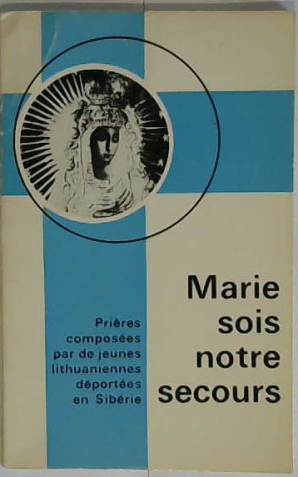 Marie
sois
notre
secours
Prières
composées
par de jeunes
lithuaniennes
déportées
en Sibérie